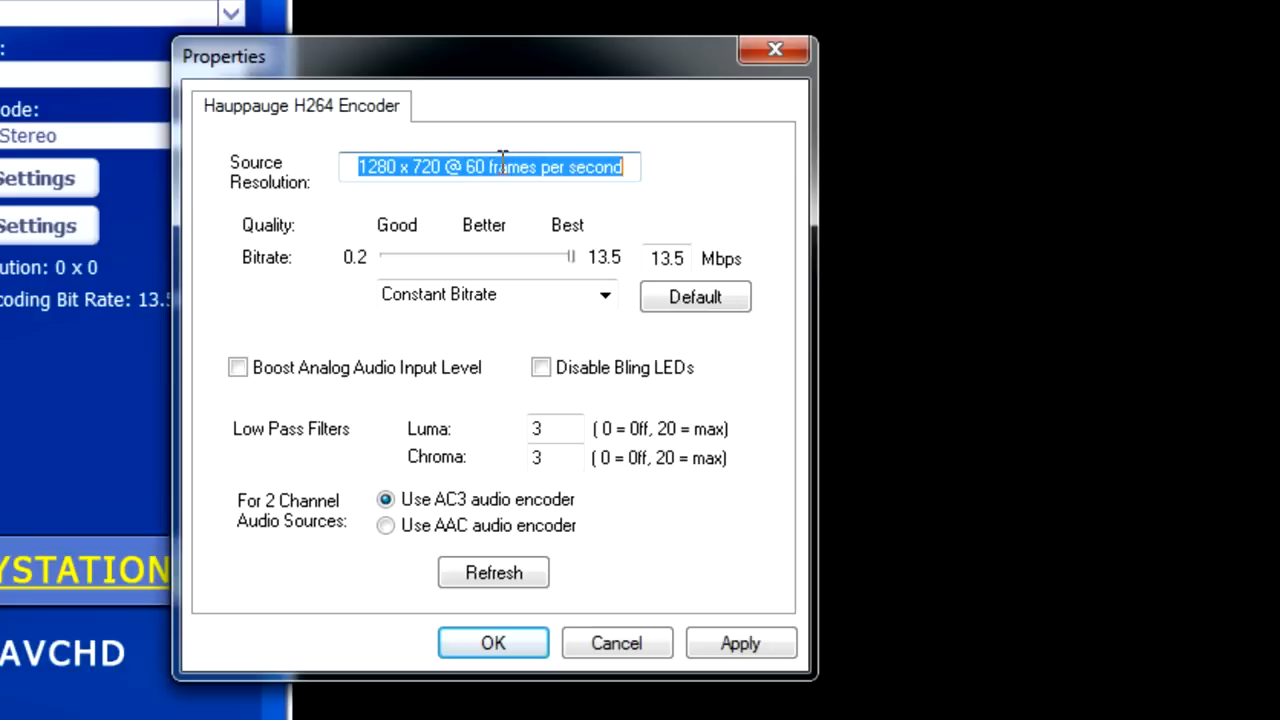 :
Properties
Hauppauge H264 Encoder
ode:
Stereo
Source
Resolution:
1280 x 720 @ 60 frames per second
Settings
Quality:
Good Better Best
Settings
Bitrate: 0.2 13.5 13.5 Mbps
ution: 0 x 0
Constant Bitrate
Default
coding Bit Rate: 13.5
Boost Analog Audio Input Level
Disable Bling LEDs
Low Pass Filters
Luma: 3 ( 0 = Off, 20 = max)
Chroma: 3 ( 0 = Off, 20 = max)
For 2 Channel
Audio Sources:
Use AC3 audio encoder
Use AAC audio encoder
Refresh
YSTATION
AVCHD
OK Cancel Apply